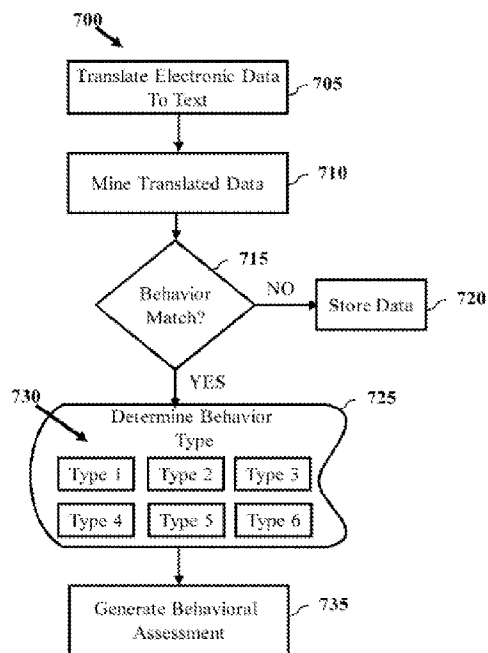 700
Translate Electronic Data
To Text
705
Mine Translated Data
710
715
Behavior
Match?
NO
Store Data
720
YES
730
725
Determine Behavior
Type
Type 1 Type 2 Type 3
Type 4 Type 5 Type 6
Generate Behavioral
Assessment
735